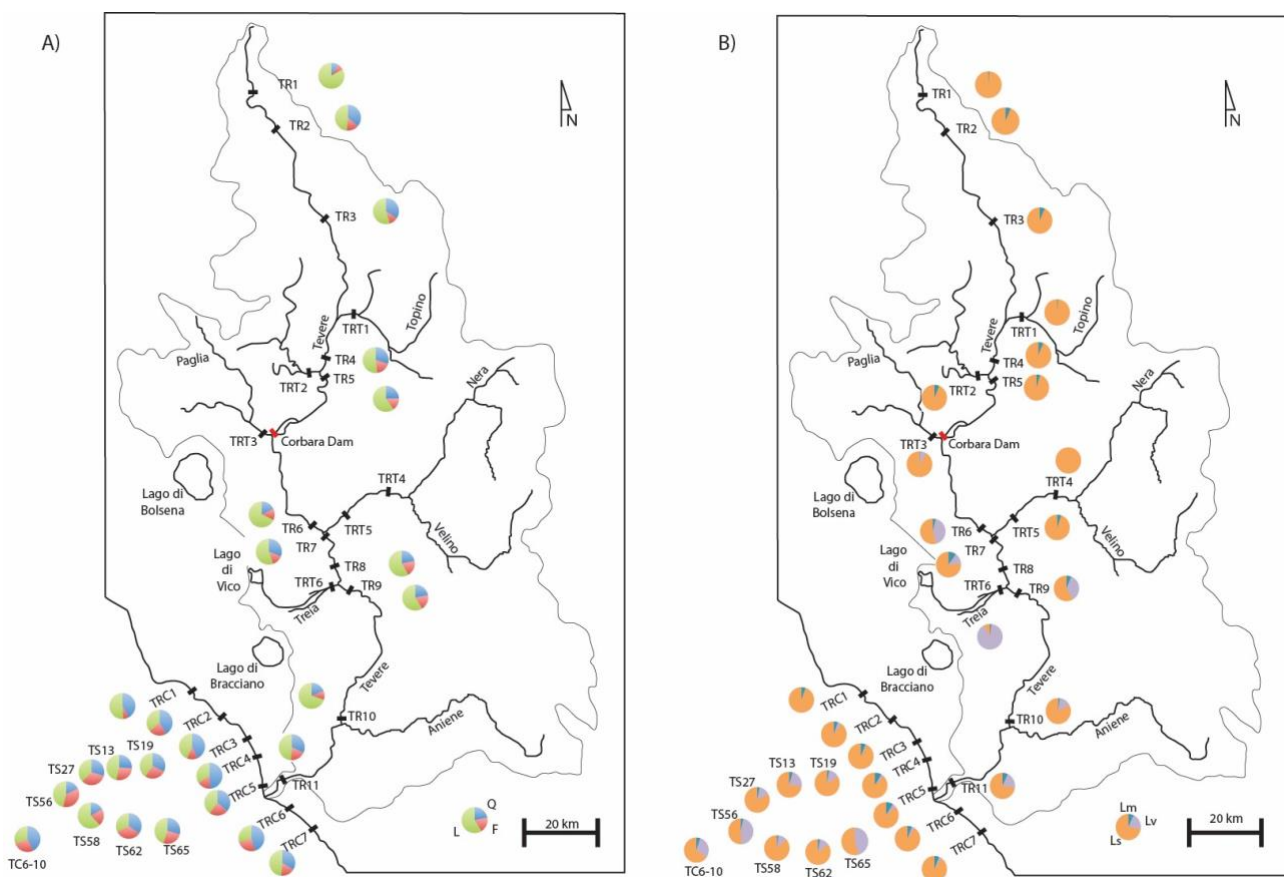 A)
TR1
N
TR2
TR3
Tevere
TRT1
Topino
Paglia
TR4
TRT2
TR5
Nera
TRT3
Corbara Dam
Lago di
Bolsena
TRT4
TR6
TRT5
TR7
Velino
Lago
di
Vico
TR8
TRT6
TR9
Treia
Lago di
Bracciano
Tevere
TRC1
TRC2
TR10
Aniene
TS13
TS19
TRC3
TS27
TRC4
TS56
TRC5
TR11
TS58
TS62
TS65
TRC6
TC6-10
TRC7
Q
L
F
20 km
B)
TR1
N
TR2
TR3
Tevere
TRT1
Topino
Paglia
TR4
TRT2
TR5
Nera
TRT3
Corbara Dam
Lago di
Bolsena
TRT4
TR6
TRT5
TR7
Velino
Lago
di
Vico
TR8
TRT6
TR9
Treia
Lago di
Bracciano
Tevere
TRC1
TRC2
TR10
Aniene
TS13
TS19
TRC3
TS27
TRC4
TS56
TRC5
TR11
TC6-10
TS58
TS62
TS65
TRC6
TRC7
Lm
Lv
Ls
20 km